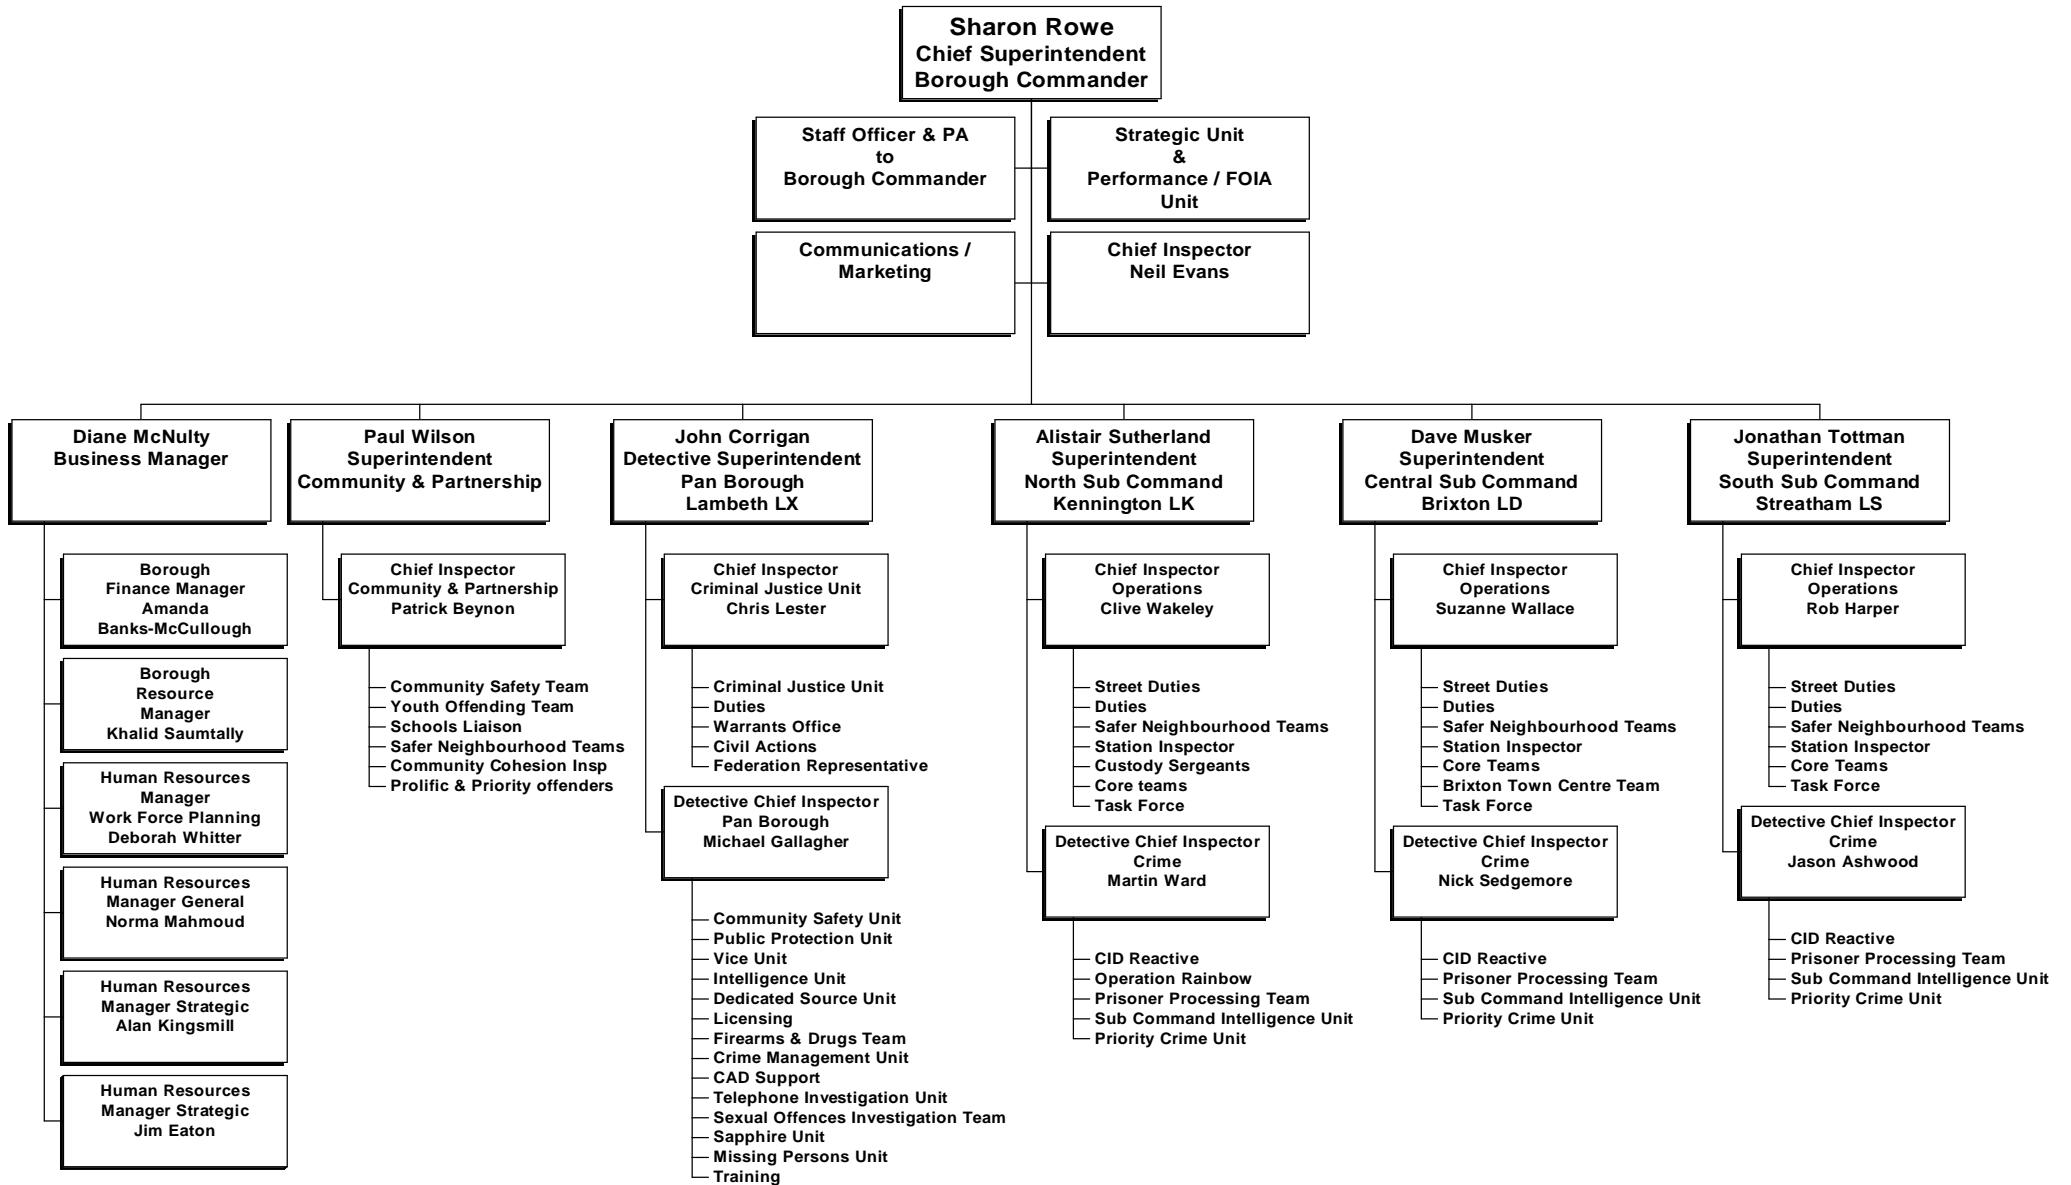 Sharon Rowe
Chief Superintendent
Borough Commander
Staff Officer & PA
to
Borough Commander
Strategic Unit
&
Performance / FOIA
Unit
Communications /
Marketing
Chief Inspector
Neil Evans
Diane McNulty
Business Manager
Borough
Finance Manager
Amanda
Banks-McCullough
Borough
Resource
Manager
Khalid Saumtally
Human Resources
Manager
Work Force Planning
Deborah Whitter
Human Resources
Manager General
Norma Mahmoud
Human Resources
Manager Strategic
Alan Kingsmill
Human Resources
Manager Strategic
Jim Eaton
Paul Wilson
Superintendent
Community & Partnership
Chief Inspector
Community & Partnership
Patrick Beynon
Community Safety Team
Youth Offending Team
Schools Liaison
Safer Neighbourhood Teams
Community Cohesion Insp
Prolific & Priority offenders
John Corrigan
Detective Superintendent
Pan Borough
Lambeth LX
Chief Inspector
Criminal Justice Unit
Chris Lester
Criminal Justice Unit
Duties
Warrants Office
Civil Actions
Federation Representative
Detective Chief Inspector
Pan Borough
Michael Gallagher
Community Safety Unit
Public Protection Unit
Vice Unit
Intelligence Unit
Dedicated Source Unit
Licensing
Firearms & Drugs Team
Crime Management Unit
CAD Support
Telephone Investigation Unit
Sexual Offences Investigation Team
Sapphire Unit
Missing Persons Unit
Training
Alistair Sutherland
Superintendent
North Sub Command
Kennington LK
Chief Inspector
Operations
Clive Wakeley
Street Duties
Duties
Safer Neighbourhood Teams
Station Inspector
Custody Sergeants
Core teams
Task Force
Detective Chief Inspector
Crime
Martin Ward
CID Reactive
Operation Rainbow
Prisoner Processing Team
Sub Command Intelligence Unit
Priority Crime Unit
Dave Musker
Superintendent
Central Sub Command
Brixton LD
Chief Inspector
Operations
Suzanne Wallace
Street Duties
Duties
Safer Neighbourhood Teams
Station Inspector
Core Teams
Brixton Town Centre Team
Task Force
Detective Chief Inspector
Crime
Nick Sedgemore
CID Reactive
Prisoner Processing Team
Sub Command Intelligence Unit
Priority Crime Unit
Jonathan Tottman
Superintendent
South Sub Command
Streatham LS
Chief Inspector
Operations
Rob Harper
Street Duties
Duties
Safer Neighbourhood Teams
Station Inspector
Core Teams
Task Force
Detective Chief Inspector
Crime
Jason Ashwood
CID Reactive
Prisoner Processing Team
Sub Command Intelligence Unit
Priority Crime Unit